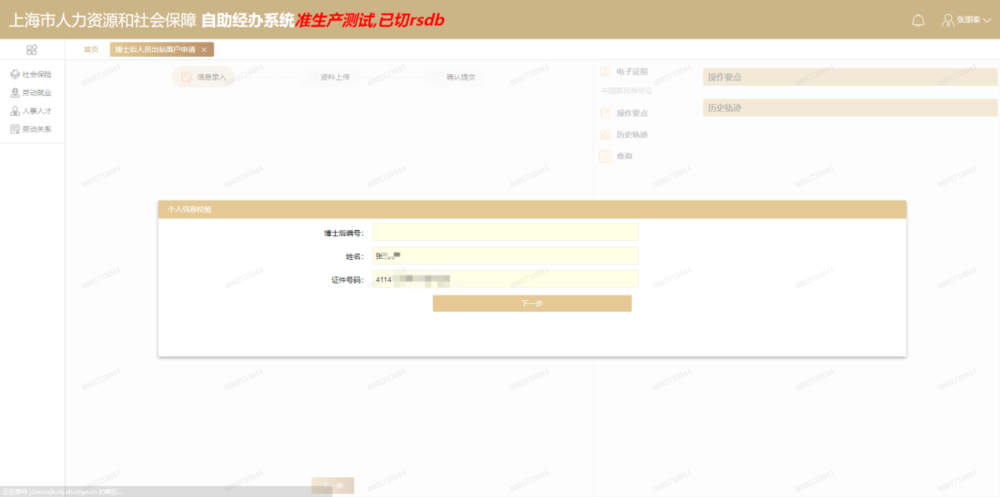 上海市人力资源和社会保障 自助经办系统准生产测试,已切rsdb
张朋泰
首页
博士后人员出站落户申请
社会保险
劳动就业
人事人才
劳动关系
信息录入
资料上传
确认提交
电子证照
中国居民身份证
操作要点
历史轨迹
查询
操作要点
历史轨迹
个人信息校验
博士后编号:
姓名: 张
证件号码: 4114
下一步
下一步
正在等待 j2zsczzjb.rsj.sh.cegn.cn 的响应...
0002733044